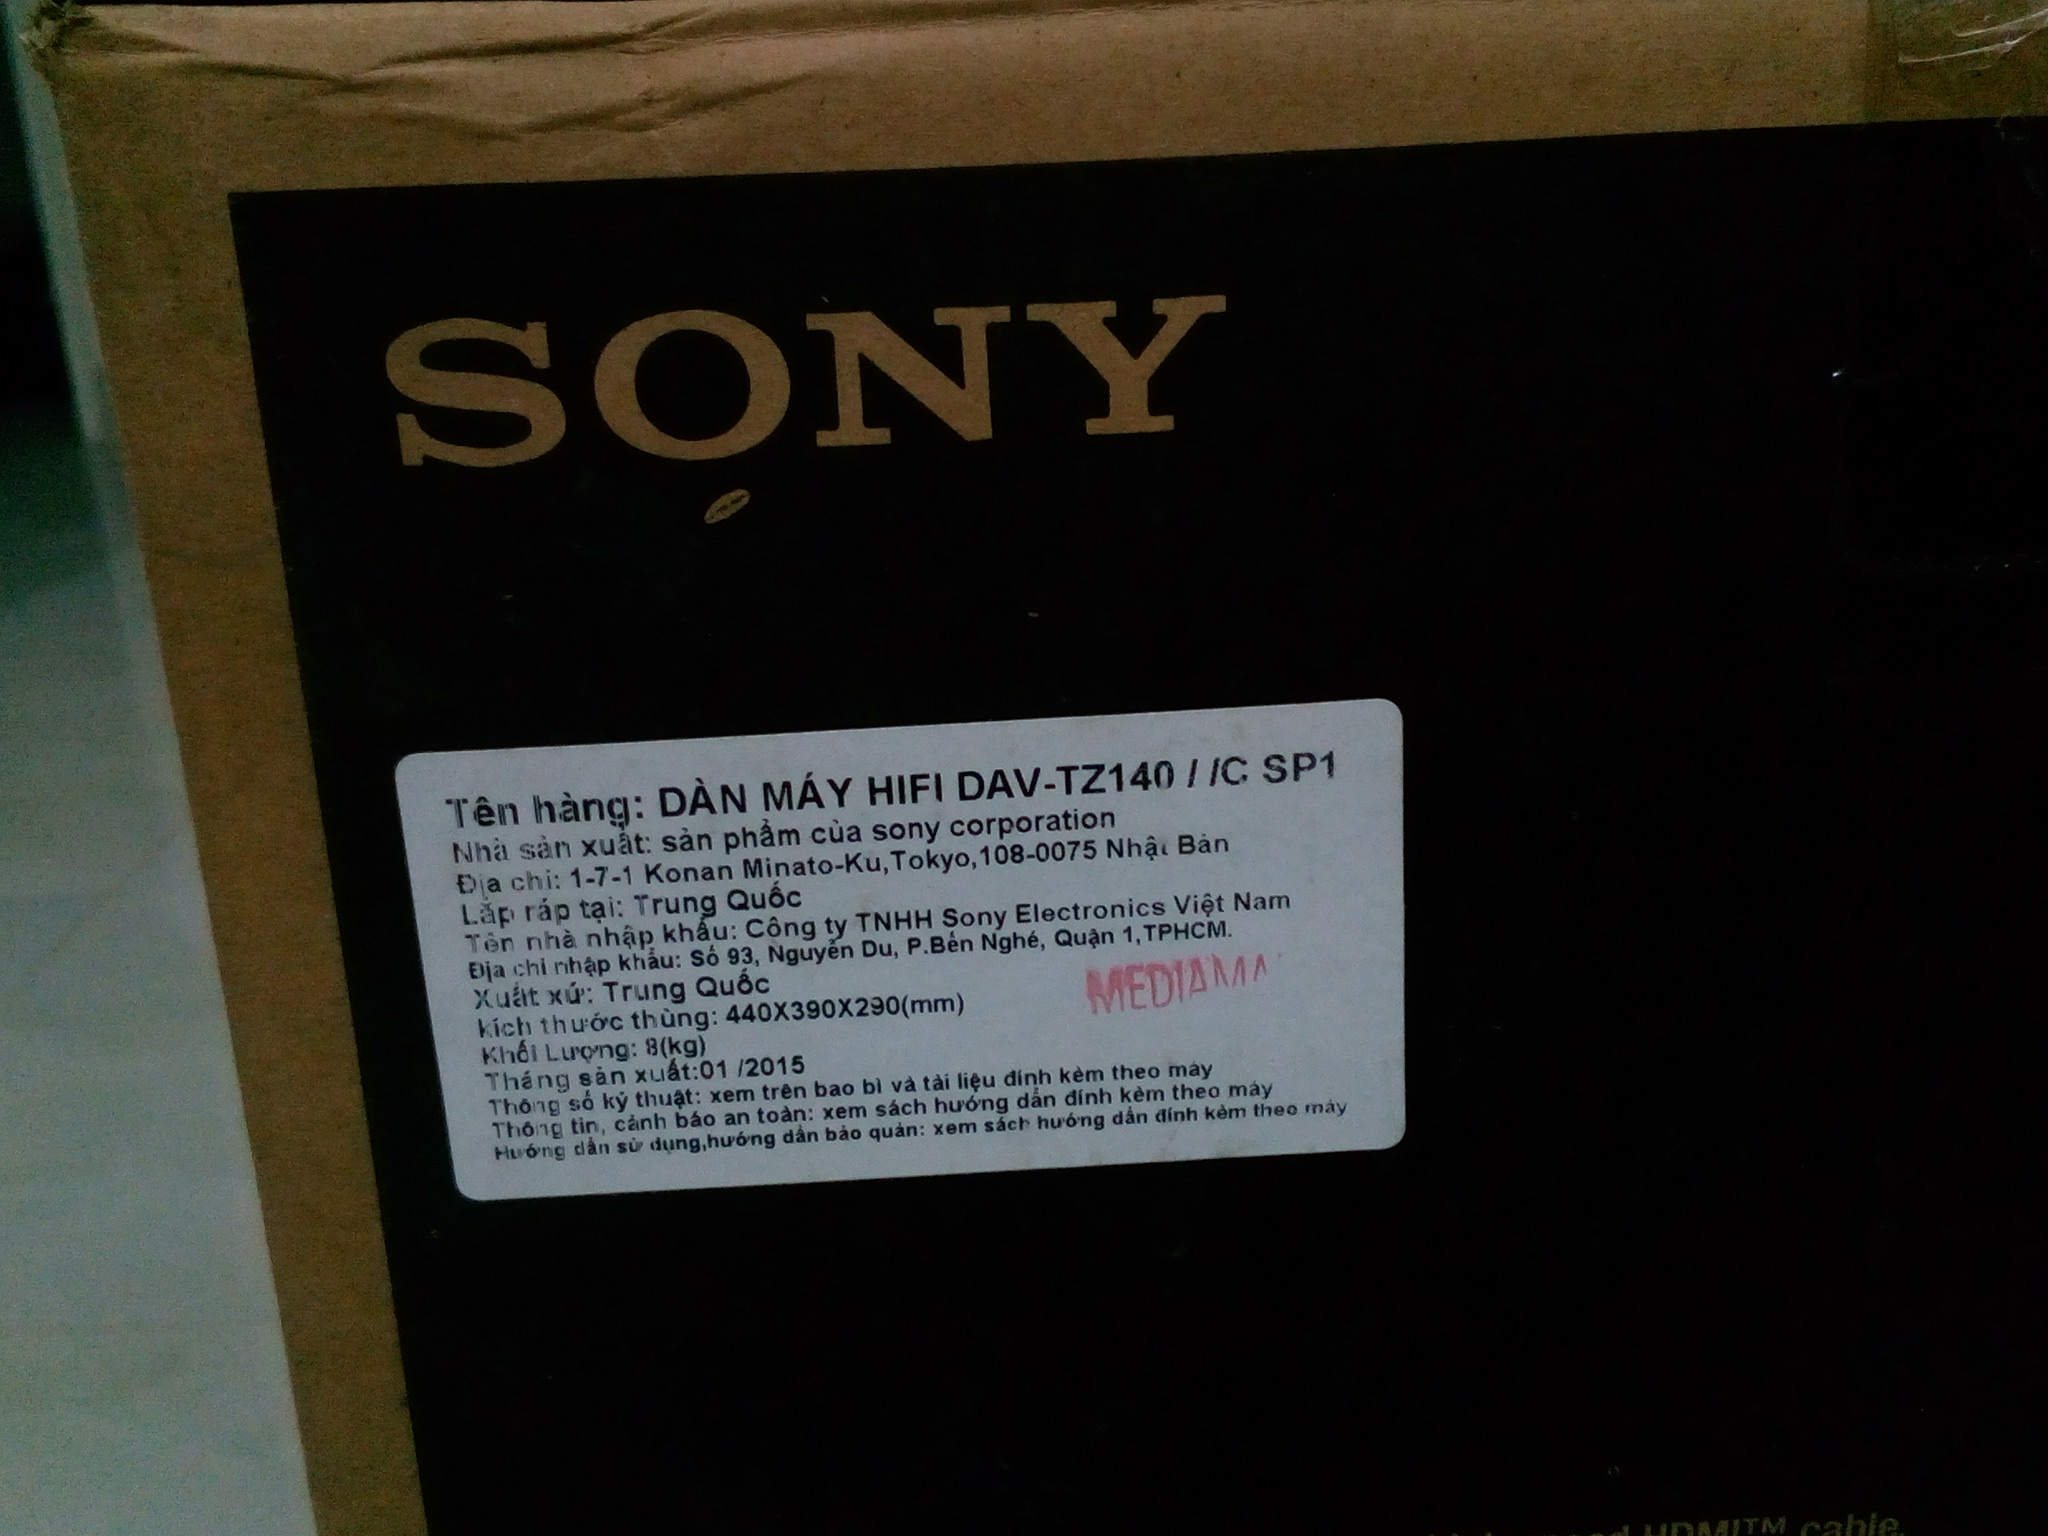 SONY
Tên hàng: DÀN MÁY HIFI DAV-TZ140 / /C SP1
Nhà sản xuất: sản phẩm của sony corporation
Địa chỉ: 1-7-1 Konan Minato-Ku,Tokyo,108-0075 Nhật Bản
Lắp ráp tại: Trung Quốc
Tên nhà nhập khẩu: Công ty TNHH Sony Electronics Việt Nam
Địa chỉ nhập khẩu: Số 93, Nguyễn Du, P.Bến Nghé, Quận 1,TPHCM.
Xuất xứ: Trung Quốc
MEDIAMA
kích thước thùng: 440X390X290(mm)
Khối Lượng: 8(kg)
Tháng sản xuất:01 /2015
Thông số kỹ thuật: xem trên bao bì và tài liệu đính kèm theo máy
Thông tin, cảnh báo an toàn: xem sách hướng dẫn đính kèm theo máy
Hướng dẫn sử dụng,hướng dẫn bảo quản: xem sách hướng dẫn đính kèm theo máy
HDMI™ cable